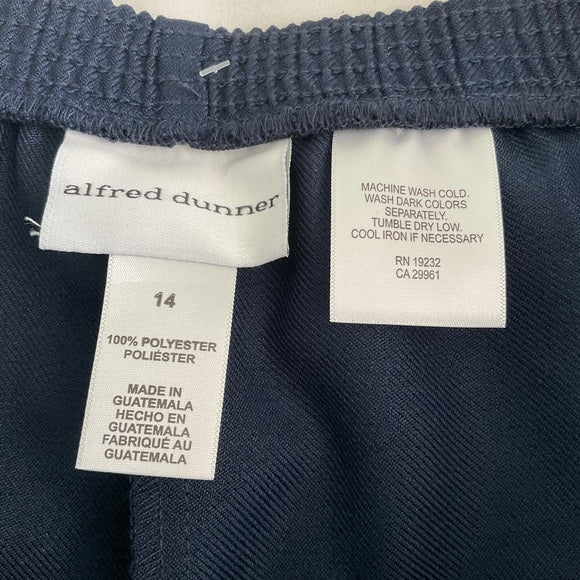 alfred dunner
14
100% POLYESTER
POLIÉSTER
MADE IN
GUATEMALA
HECHO EN
GUATEMALA
FABRIQUÉ AU
GUATEMALA
MACHINE WASH COLD.
WASH DARK COLORS
SEPARATELY.
TUMBLE DRY LOW.
COOL IRON IF NECESSARY
RN 19232
CA 29961